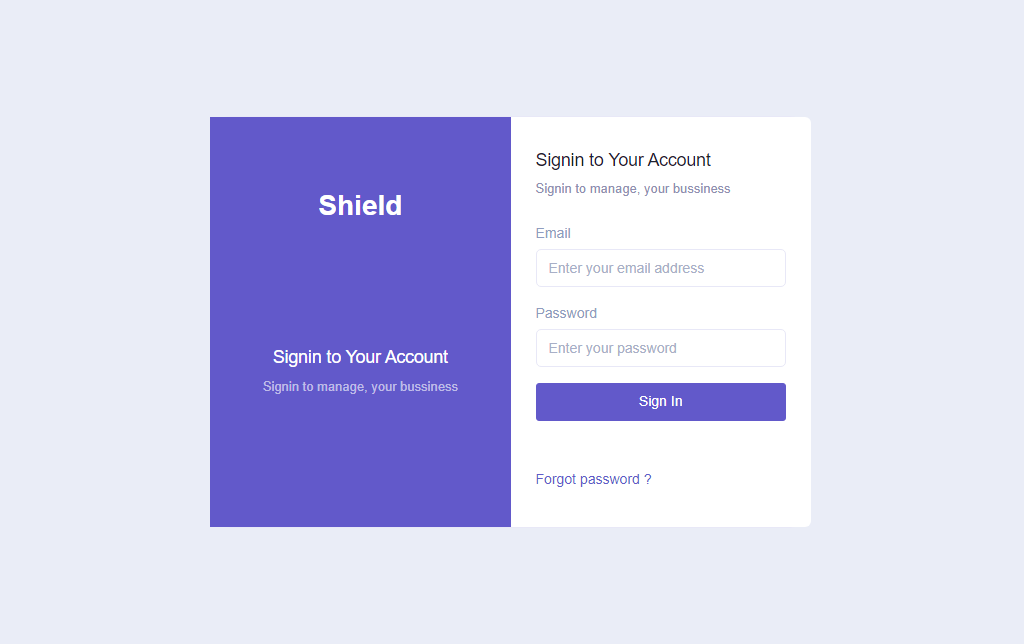 Shield
Signin to Your Account
Signin to manage, your bussiness
Signin to Your Account
Signin to manage, your bussiness
Email
Enter your email address
Password
Enter your password
Sign In
Forgot password ?